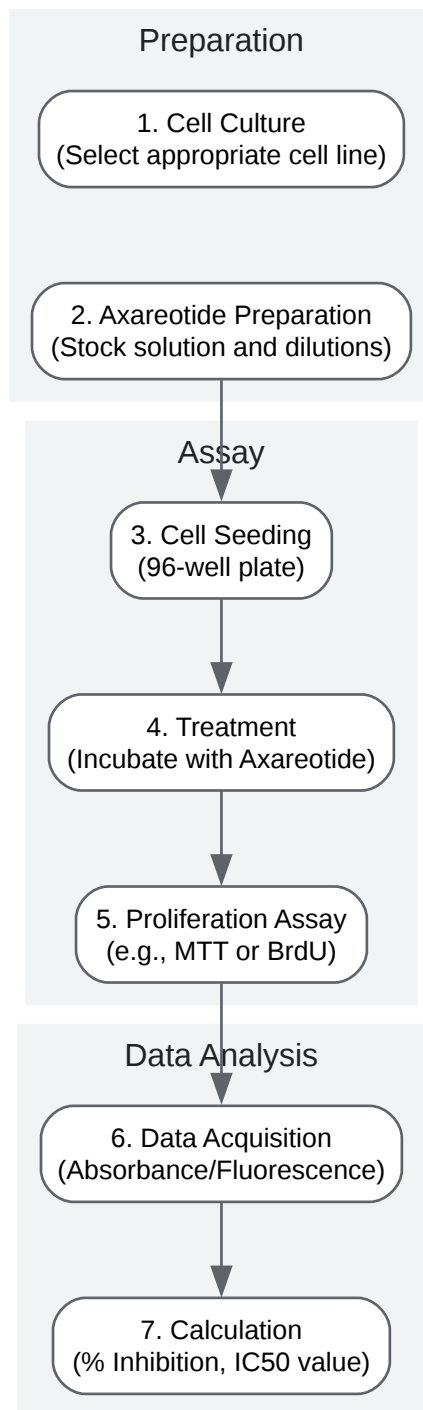 Preparation
1. Cell Culture
(Select appropriate cell line)
2. Axareotide Preparation
(Stock solution and dilutions)
Assay
3. Cell Seeding
(96-well plate)
4. Treatment
(Incubate with Axareotide)
5. Proliferation Assay
(e.g., MTT or BrdU)
Data Analysis
6. Data Acquisition
(Absorbance/Fluorescence)
7. Calculation
(% Inhibition, IC50 value)